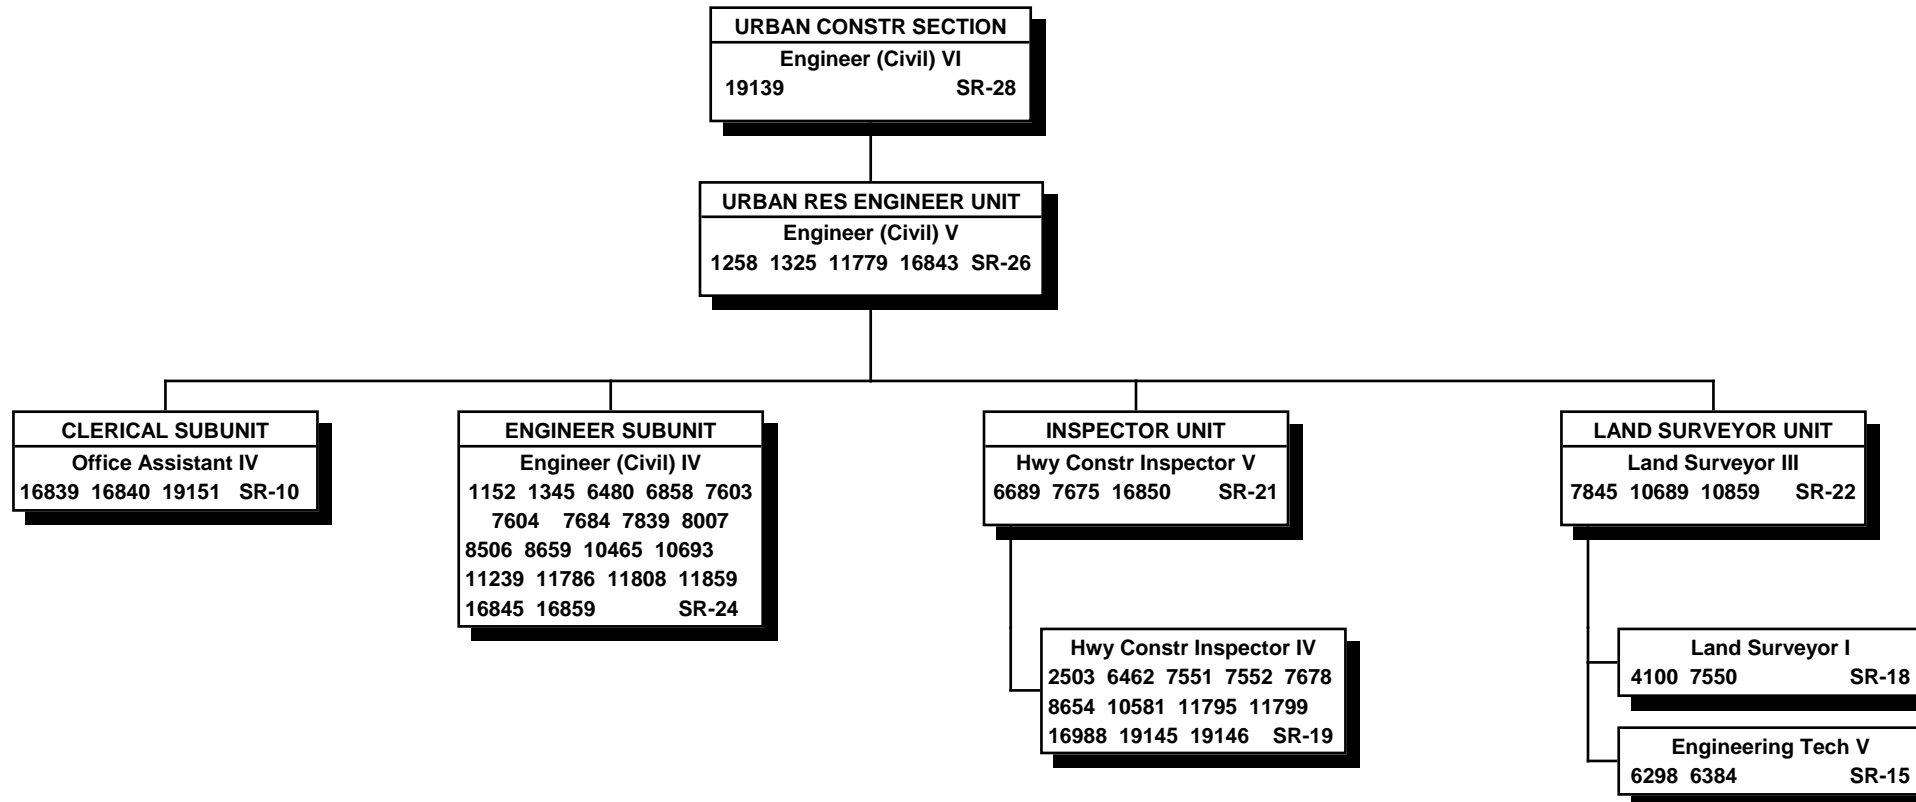 URBAN CONSTR SECTION
Engineer (Civil) VI
19139 SR-28
URBAN RES ENGINEER UNIT
Engineer (Civil) V
1258 1325 11779 16843 SR-26
CLERICAL SUBUNIT
Office Assistant IV
16839 16840 19151 SR-10
ENGINEER SUBUNIT
Engineer (Civil) IV
1152 1345 6480 6858 7603
7604 7684 7839 8007
8506 8659 10465 10693
11239 11786 11808 11859
16845 16859 SR-24
INSPECTOR UNIT
Hwy Constr Inspector V
6689 7675 16850 SR-21
Hwy Constr Inspector IV
2503 6462 7551 7552 7678
8654 10581 11795 11799
16988 19145 19146 SR-19
LAND SURVEYOR UNIT
Land Surveyor III
7845 10689 10859 SR-22
Land Surveyor I
4100 7550 SR-18
Engineering Tech V
6298 6384 SR-15